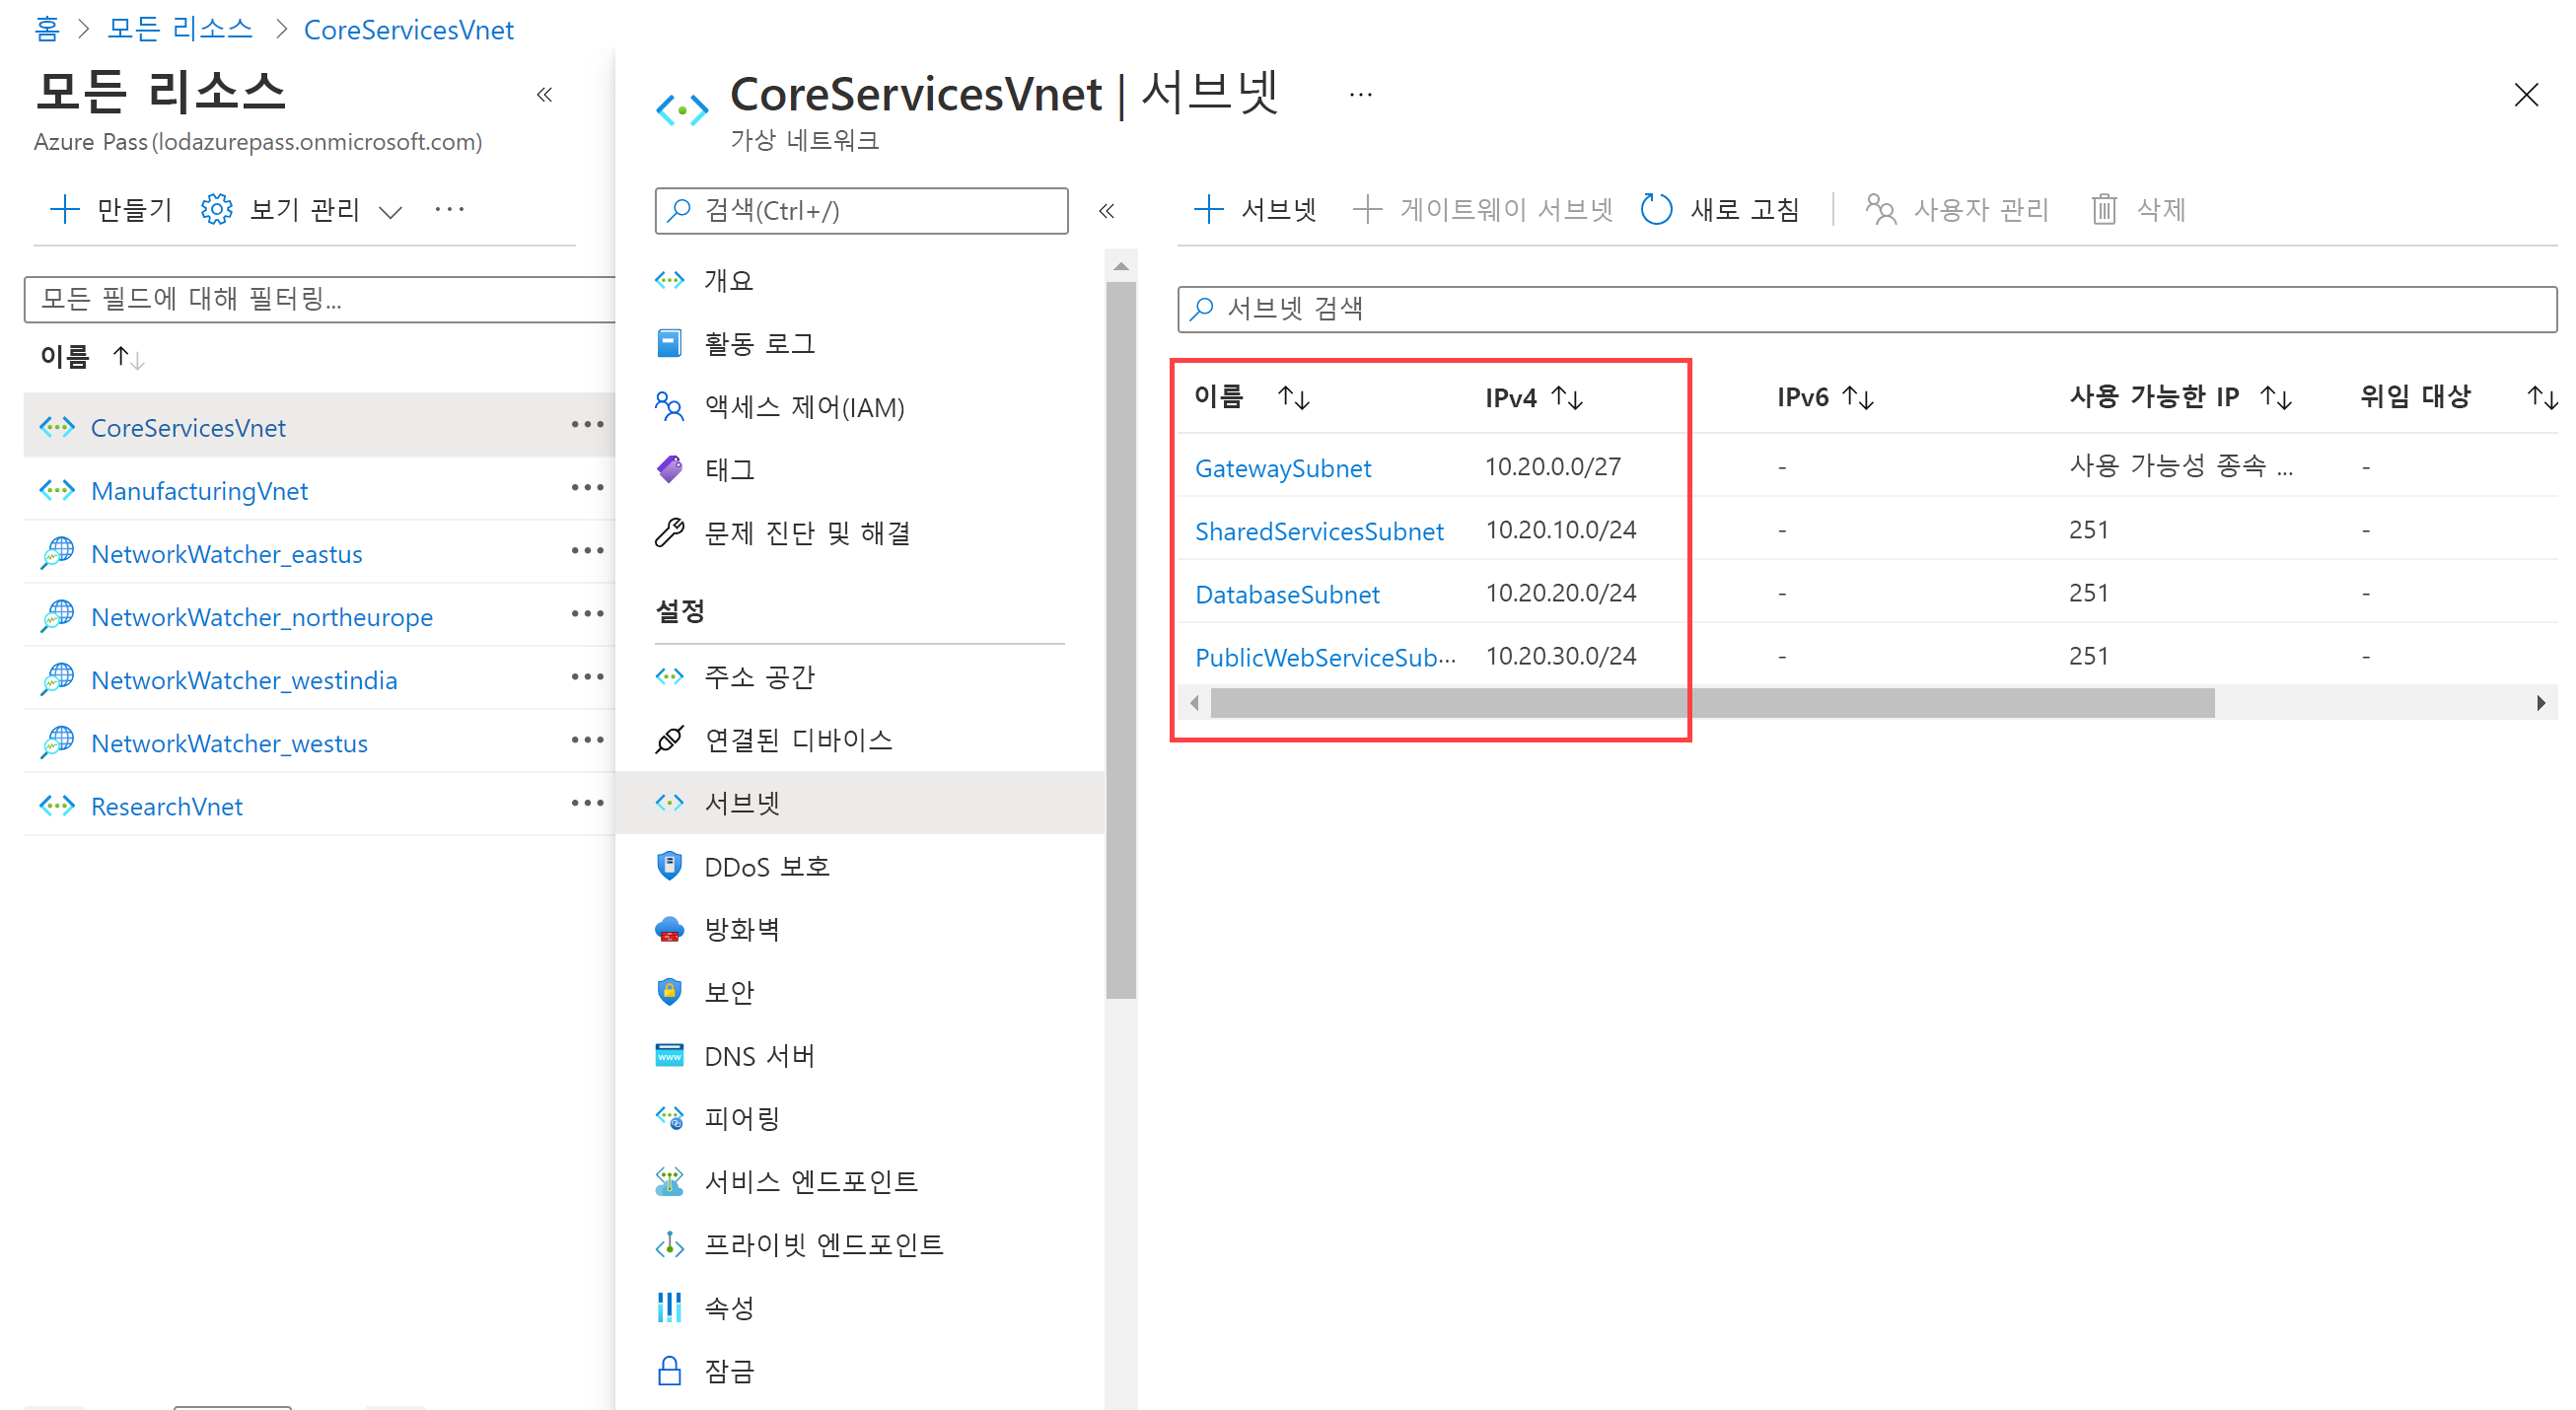 홈 > 모든 리소스 > CoreServicesVnet
모든 리소스
Azure Pass(lodazurepass.onmicrosoft.com)
만들기 보기 관리 ...
모든 필드에 대해 필터링...
이름
CoreServicesVnet
ManufacturingVnet
NetworkWatcher_eastus
NetworkWatcher_northeurope
NetworkWatcher_westindia
NetworkWatcher_westus
ResearchVnet
CoreServicesVnet | 서브넷 ...
가상 네트워크
검색(Ctrl+/)
개요
활동 로그
액세스 제어(IAM)
태그
문제 진단 및 해결
설정
주소 공간
연결된 디바이스
서브넷
DDoS 보호
방화벽
보안
DNS 서버
피어링
서비스 엔드포인트
프라이빗 엔드포인트
속성
잠금
서브넷 게이트웨이 서브넷 새로 고침 사용자 관리 삭제
서브넷 검색
이름 IPv4 IPv6 사용 가능한 IP 위임 대상
GatewaySubnet 10.20.0.0/27 - 사용 가능성 종속 ... -
SharedServicesSubnet 10.20.10.0/24 - 251 -
DatabaseSubnet 10.20.20.0/24 - 251 -
PublicWebServiceSub... 10.20.30.0/24 - 251 -